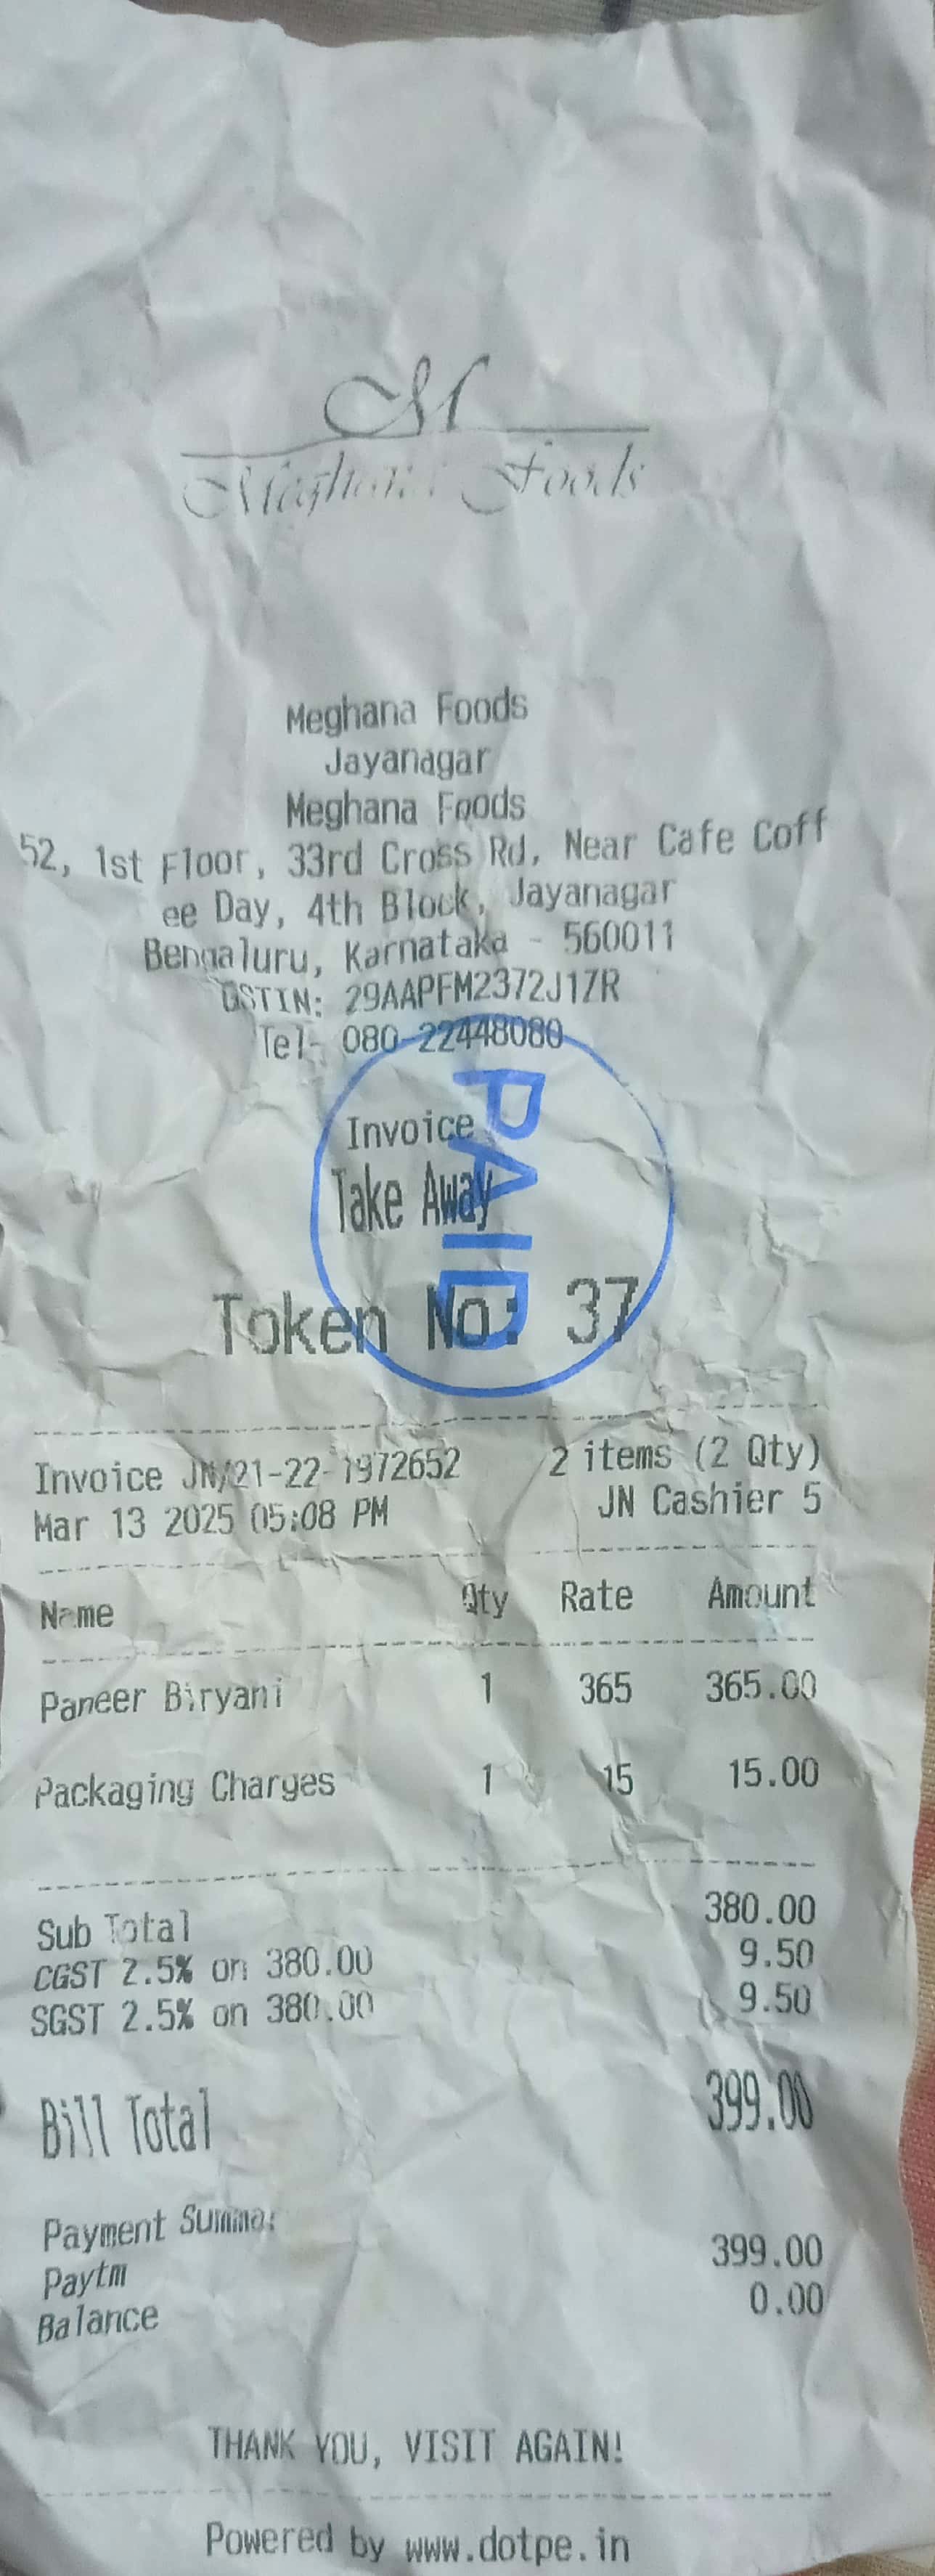 M
Meghana Foods
Meghana Foods
Jayanagar
Meghana Foods
52, 1st Floor, 33rd Cross Rd, Near Cafe Coff
ee Day, 4th Block, Jayanagar
Bengaluru, Karnataka - 560011
GSTIN: 29AAPFM2372J1ZR
Tel- 080-22448080
PAID
Invoice
Take Away
Token No: 37
Invoice JN/21-22-1972652 2 items (2 Qty)
Mar 13 2025 05:08 PM JN Cashier 5
Name Qty Rate Amount
Paneer Biryani 1 365 365.00
Packaging Charges 1 15 15.00
Sub Total 380.00
CGST 2.5% on 380.00 9.50
SGST 2.5% on 380.00 9.50
Bill Total 399.00
Payment
Paytm 399.00
Balance 0.00
THANK YOU, VISIT AGAIN!
Powered by www.dotpe.in